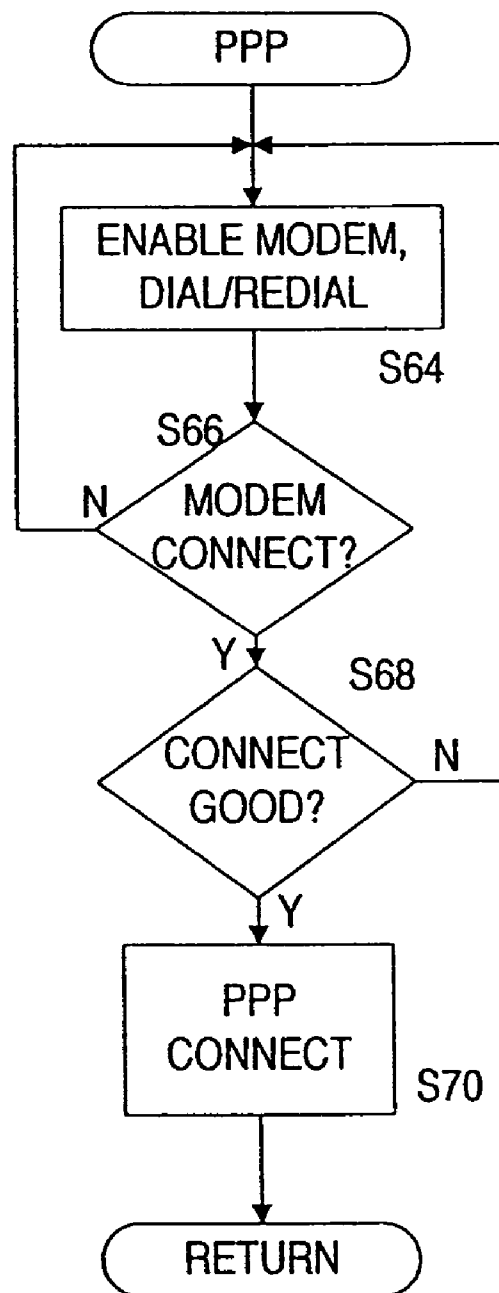 PPP
ENABLE MODEM,
DIAL/REDIAL
S64
S66
N
MODEM
CONNECT?
Y
S68
CONNECT
GOOD?
N
Y
PPP
CONNECT
S70
RETURN